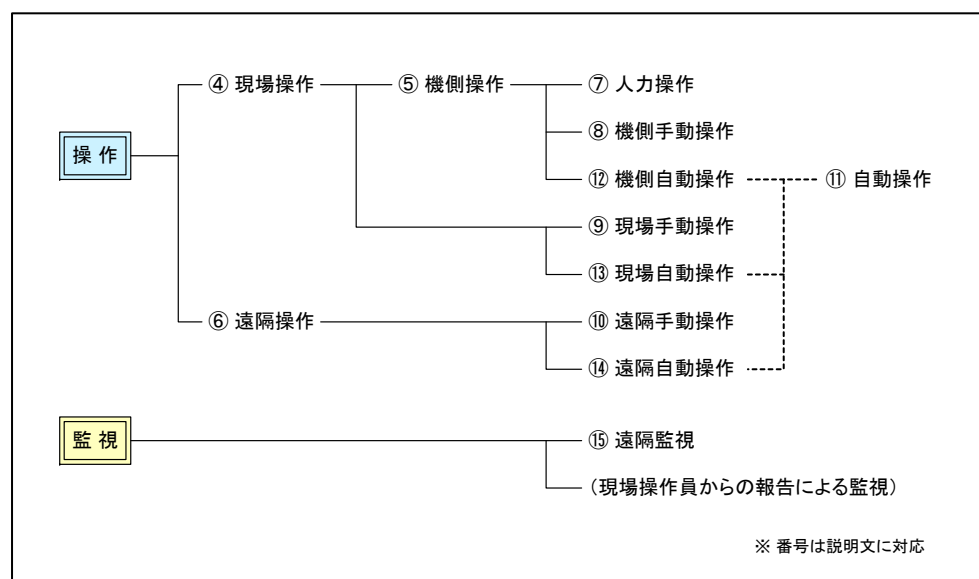 ④ 現場操作 ⑤ 機側操作 ⑦ 人力操作
⑧ 機側手動操作
操 作
⑫ 機側自動操作 ⑪ 自動操作
⑨ 現場手動操作
⑬ 現場自動操作
⑥ 遠隔操作 ⑩ 遠隔手動操作
⑭ 遠隔自動操作
監 視 ⑮ 遠隔監視
（現場操作員からの報告による監視）
※ 番号は説明文に対応